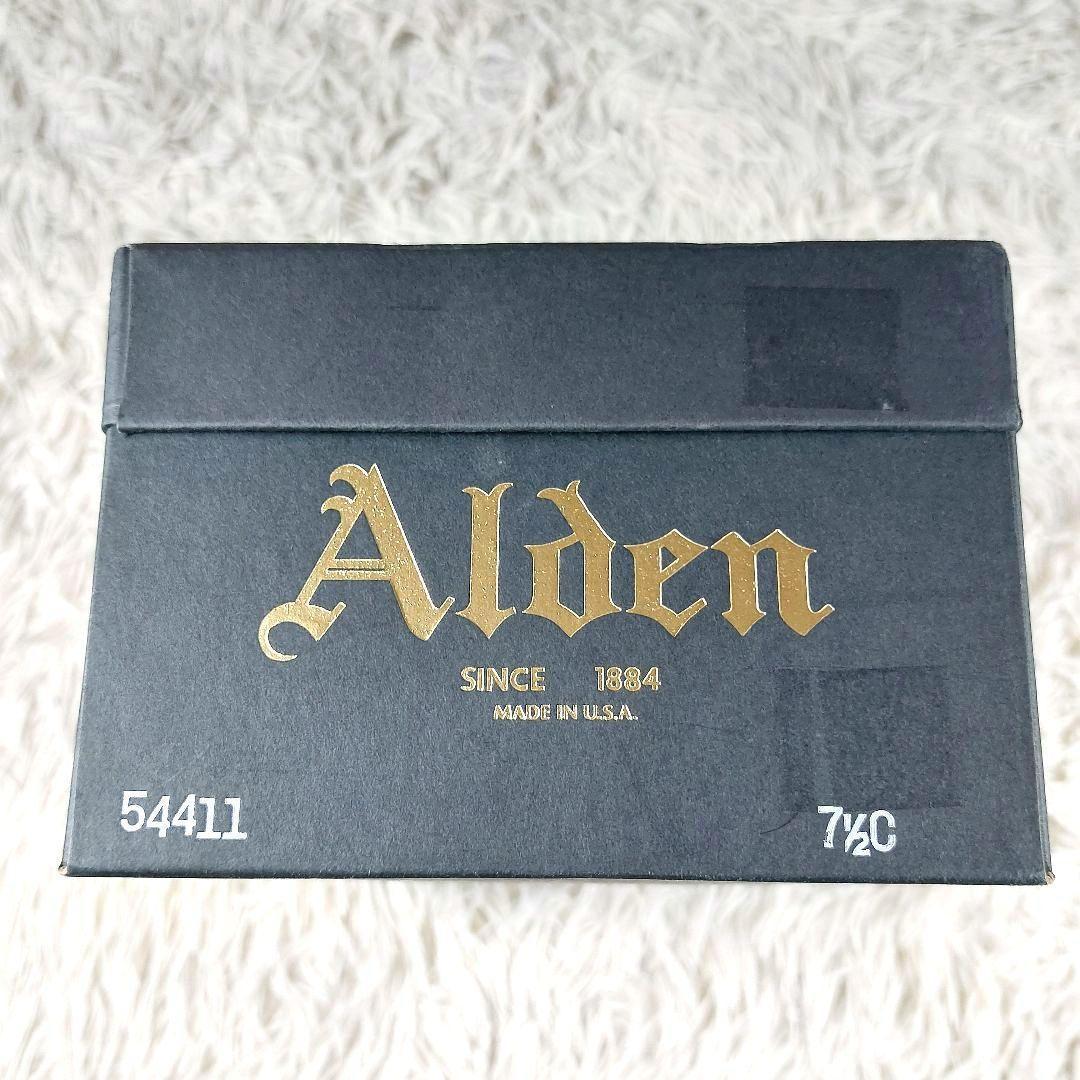 Alden
SINCE 1884
MADE IN U.S.A.
54411 7½C